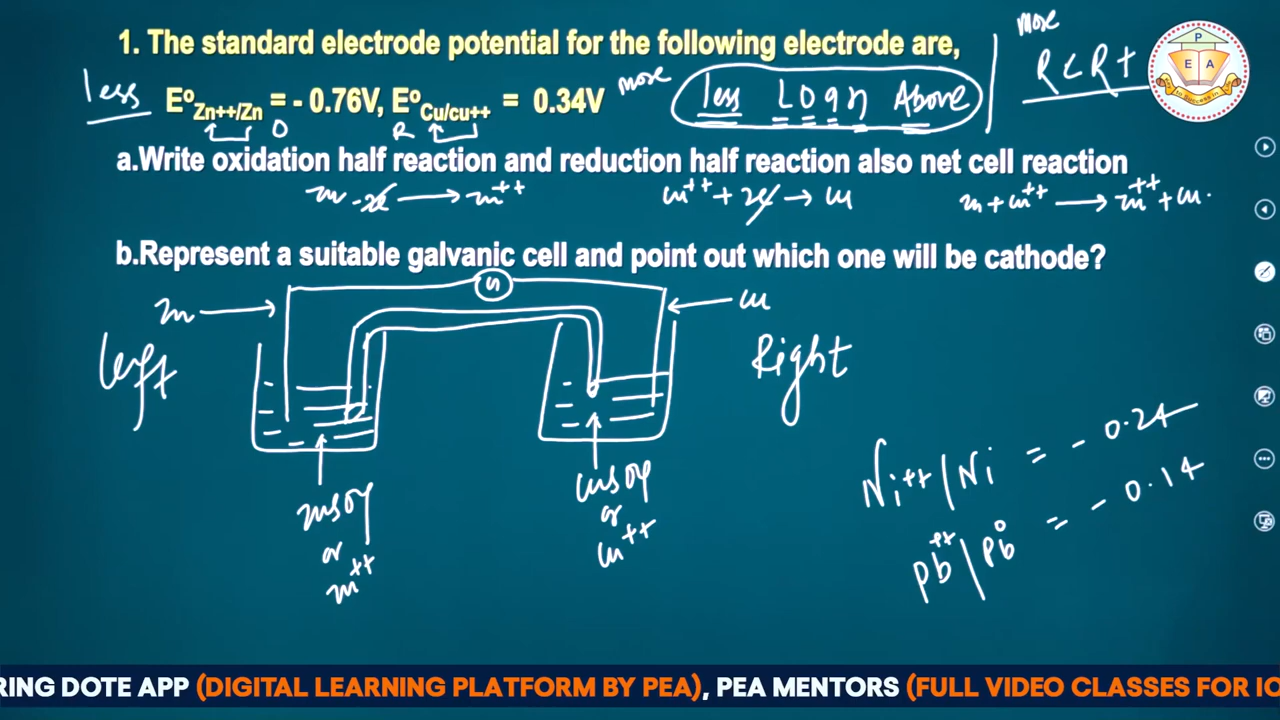 1. The standard electrode potential for the following electrode are,
more
R C R +
P
E A
less E°Zn++/Zn = - 0.76V, E°Cu/cu++ = 0.34V more
less LOan Above
O R
a.Write oxidation half reaction and reduction half reaction also net cell reaction
zn - 2e → zn++ cu++ + 2e → cu zn + cu++ → zn++ + cu.
b.Represent a suitable galvanic cell and point out which one will be cathode?
zn → ← cu
Left Right
Ni++/Ni = - 0.24
znso4 cuso4
or or
zn++ cu++
Pb++/Pb = - 0.14
RING DOTE APP (DIGITAL LEARNING PLATFORM BY PEA), PEA MENTORS (FULL VIDEO CLASSES FOR IO